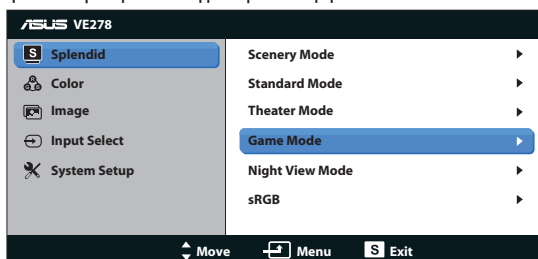 ASUS VE278
S Splendid
Color
Image
Input Select
System Setup
Scenery Mode
Standard Mode
Theater Mode
Game Mode
Night View Mode
sRGB
Move Menu S Exit